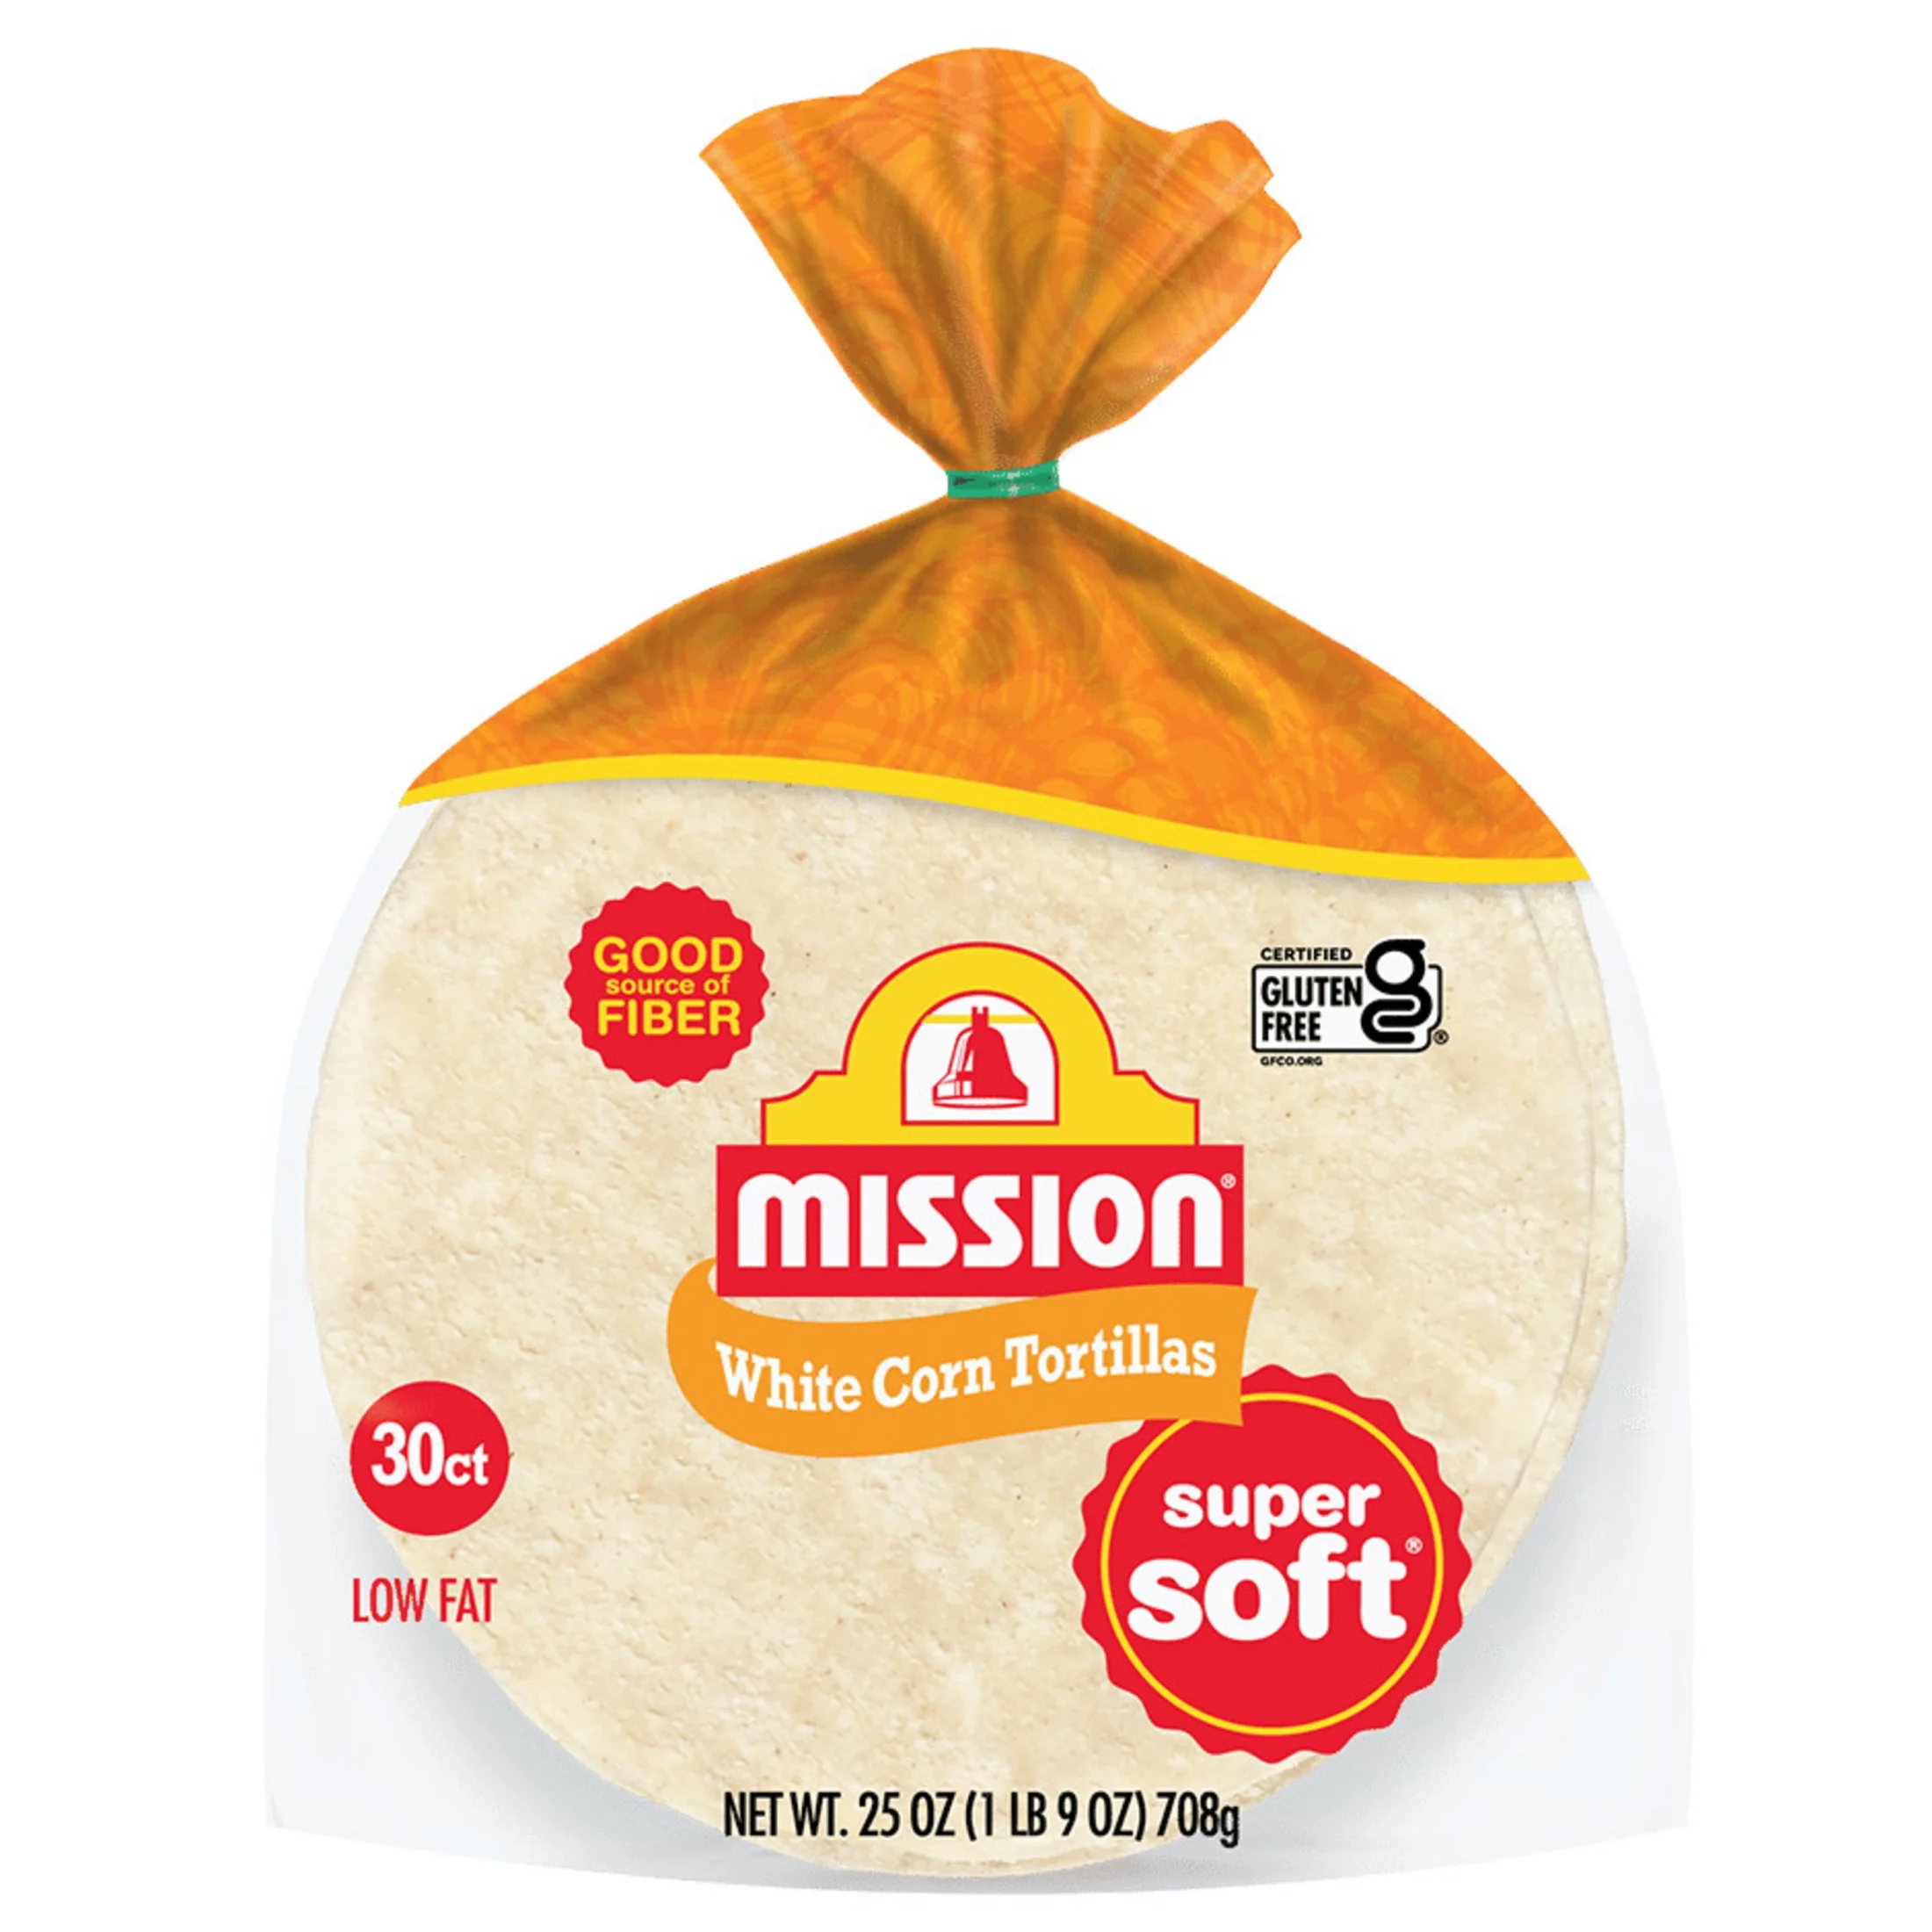 GOOD
source of
FIBER
CERTIFIED
GLUTEN
FREE
g
®
GFCO.ORG
MISSION®
White Corn Tortillas
30ct
LOW FAT
super
soft®
NET WT. 25 OZ (1 LB 9 OZ) 708g